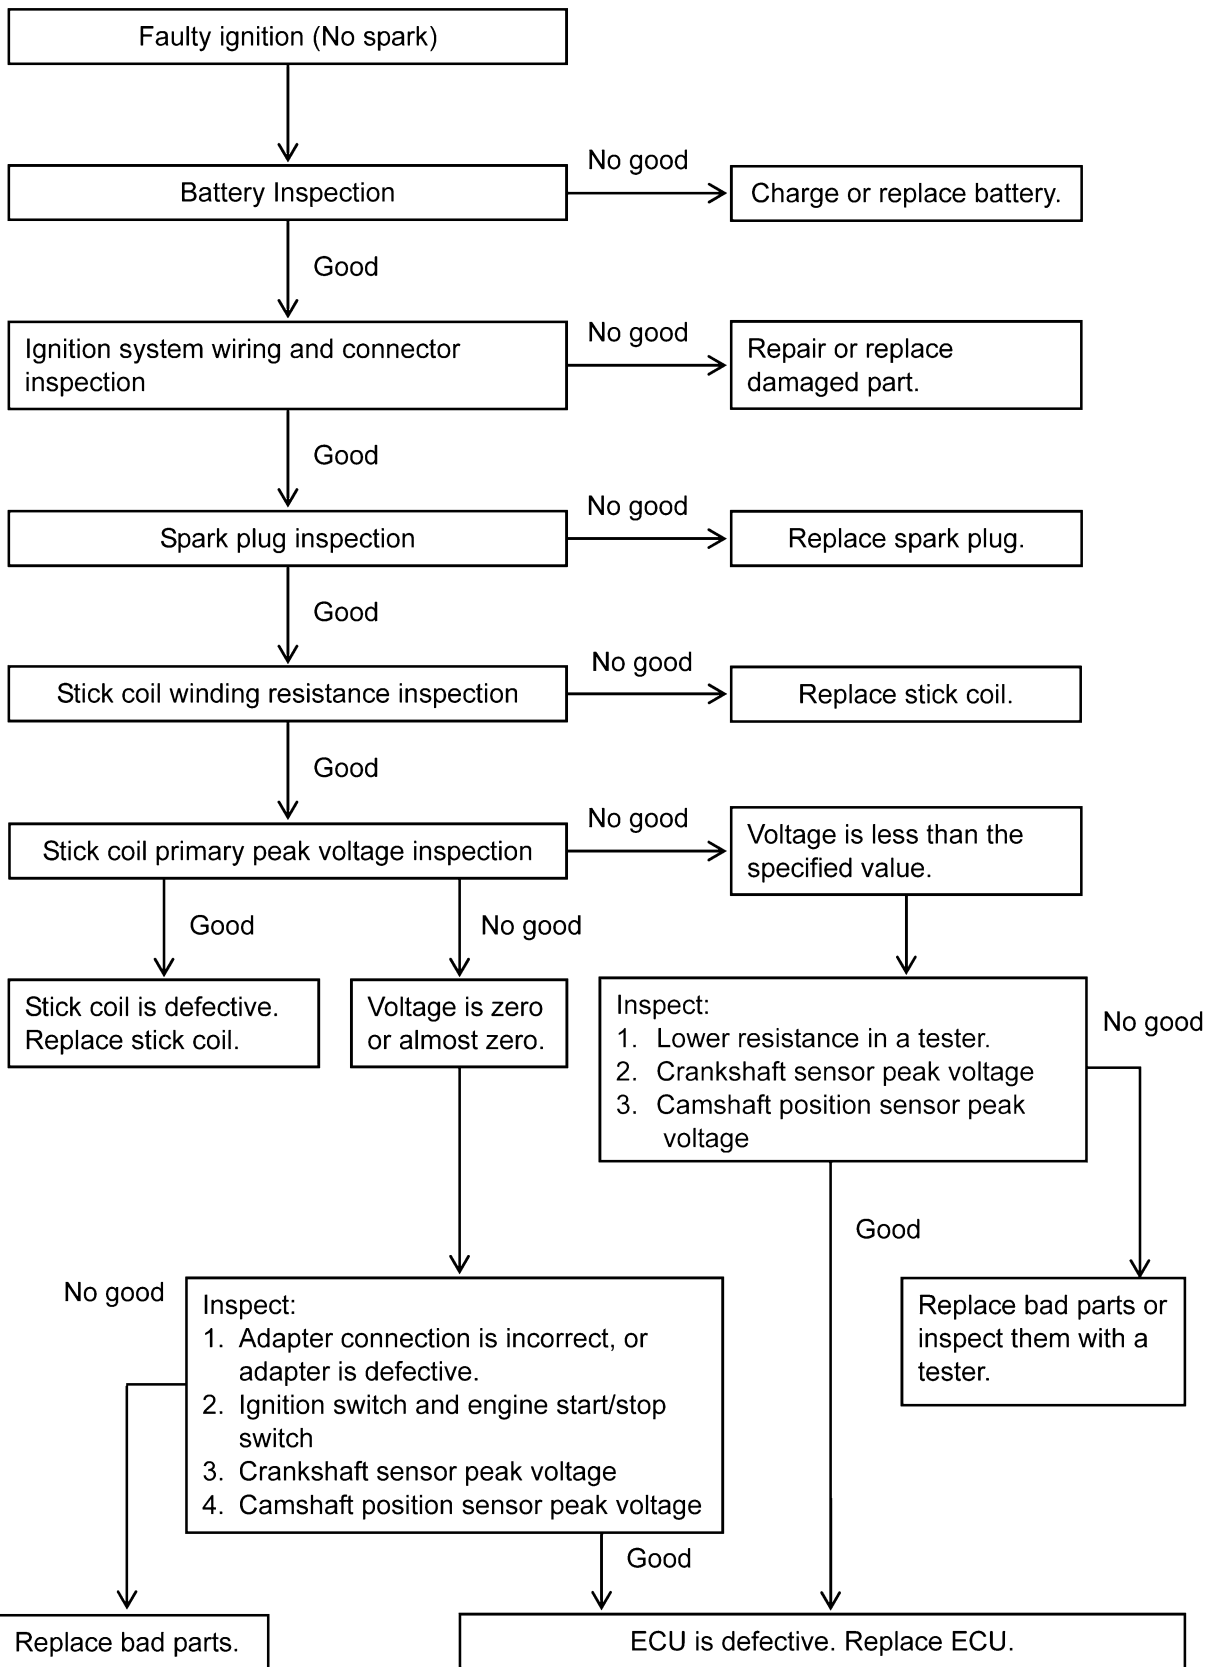 Faulty ignition (No spark)
No good
Battery Inspection
Charge or replace battery.
Good
No good
Ignition system wiring and connector
inspection
Repair or replace
damaged part.
Good
No good
Spark plug inspection
Replace spark plug.
Good
No good
Stick coil winding resistance inspection
Replace stick coil.
Good
No good
Stick coil primary peak voltage inspection
Voltage is less than the
specified value.
Good
No good
Stick coil is defective.
Replace stick coil.
Voltage is zero
or almost zero.
Inspect:
1. Lower resistance in a tester.
2. Crankshaft sensor peak voltage
3. Camshaft position sensor peak
voltage
No good
Good
No good
Inspect:
1. Adapter connection is incorrect, or
adapter is defective.
2. Ignition switch and engine start/stop
switch
3. Crankshaft sensor peak voltage
4. Camshaft position sensor peak voltage
Replace bad parts or
inspect them with a
tester.
Good
Replace bad parts.
ECU is defective. Replace ECU.